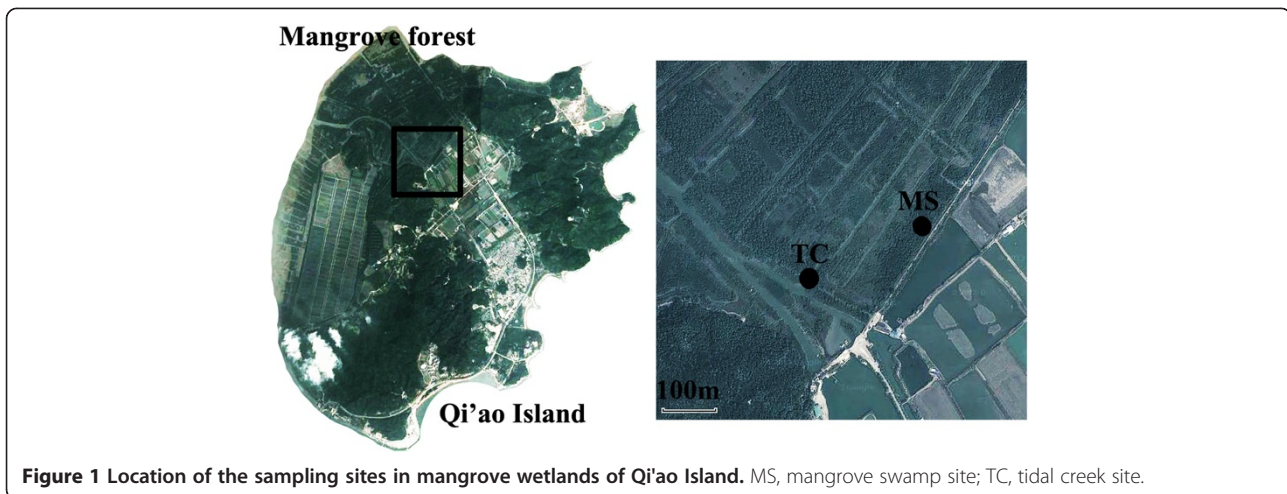 Mangrove forest
MS
TC
100m
Qi'ao Island
Figure 1 Location of the sampling sites in mangrove wetlands of Qi'ao Island. MS, mangrove swamp site; TC, tidal creek site.